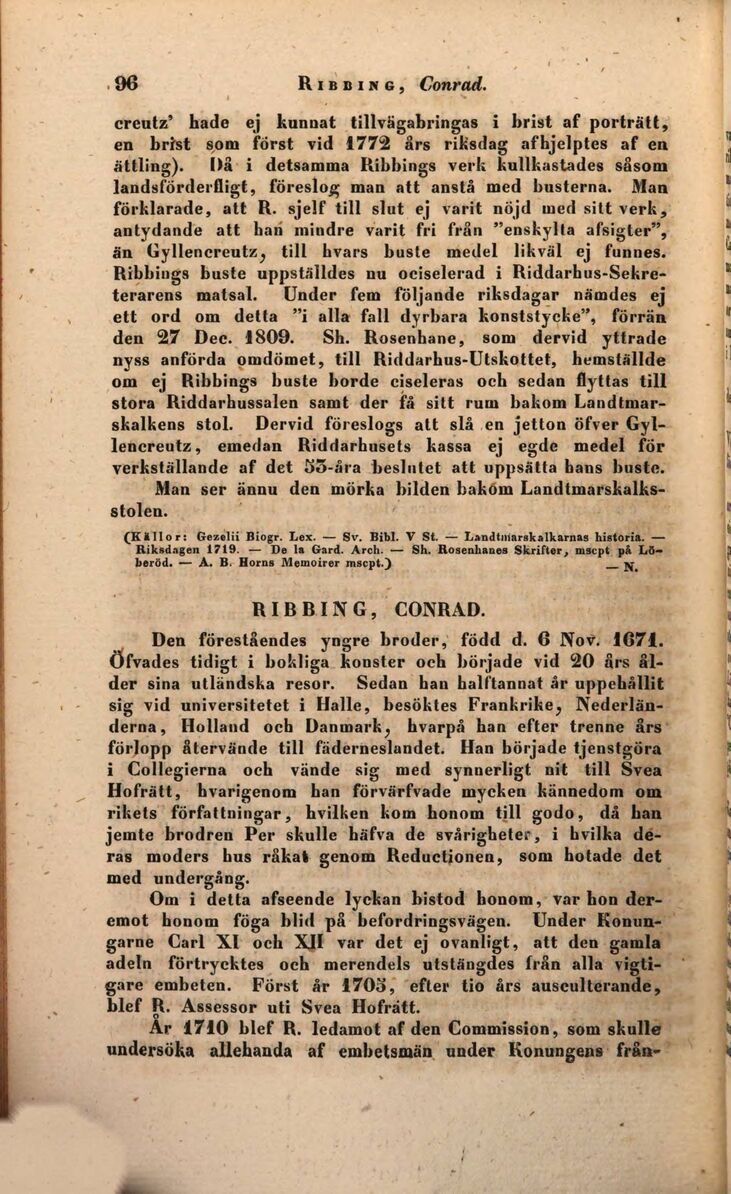 96 RIBBING, Conrad.
creutz' hade ej kunnat tillvägabringas i brist af porträtt,
en brist som först vid 1772 års riksdag afhjelptes af en
ättling). Då i detsamma Ribbings verk kullkastades såsom
landsförderfligt, föreslog man att anstå med busterna. Man
förklarade, att R. sjelf till slut ej varit nöjd med sitt verk,
antydande att han mindre varit fri från ”enskylta afsigter”,
än Gyllencreutz, till hvars buste medel likväl ej funnes.
Ribbings buste uppställdes nu ociselerad i Riddarhus-Sekre-
terarens matsal. Under fem följande riksdagar nämdes ej
ett ord om detta ”i alla fall dyrbara konststycke”, förrän
den 27 Dec. 1809. Sh. Rosenhane, som dervid yttrade
nyss anförda omdömet, till Riddarhus-Utskottet, hemställde
om ej Ribbings buste borde ciseleras och sedan flyttas till
stora Riddarhussalen samt der få sitt rum bakom Landtmar-
skalkens stol. Dervid föreslogs att slå en jetton öfver Gyl-
lencreutz, emedan Riddarhusets kassa ej egde medel för
verkställande af det 53-åra beslutet att uppsätta hans buste.
Man ser ännu den mörka bilden bakom Landtmarskalks-
stolen.
(Källor: Gezelii Biogr. Lex. — Sv. Bibl. V St. — Landtmarskalkarnas historia. —
Riksdagen 1719. — De la Gard. Arch. — Sh. Rosenhanes Skrifter, mscpt på Lö-
beröd. — A. B. Horns Memoirer mscpt.) — N.
RIBBING, CONRAD.
Den föreståendes yngre broder, född d. 6 Nov. 1671.
Öfvades tidigt i bokliga konster och började vid 20 års ål-
der sina utländska resor. Sedan han halftannat år uppehållit
sig vid universitetet i Halle, besöktes Frankrike, Nederlän-
derna, Holland och Danmark, hvarpå han efter trenne års
förlopp återvände till fäderneslandet. Han började tjenstgöra
i Collegierna och vände sig med synnerligt nit till Svea
Hofrätt, hvarigenom han förvärfvade mycken kännedom om
rikets författningar, hvilken kom honom till godo, då han
jemte brodren Per skulle häfva de svårigheter, i hvilka de-
ras moders hus råkat genom Reductionen, som hotade det
med undergång.
Om i detta afseende lyckan bistod honom, var hon der-
emot honom föga blid på befordringsvägen. Under Konun-
garne Carl XI och XII var det ej ovanligt, att den gamla
adeln förtrycktes och merendels utstängdes från alla vigti-
gare embeten. Först år 1705, efter tio års auscultérande,
blef R. Assessor uti Svea Hofrätt.
År 1710 blef R. ledamot af den Commission, som skulle
undersöka allehanda af embetsmän under Konungens från-